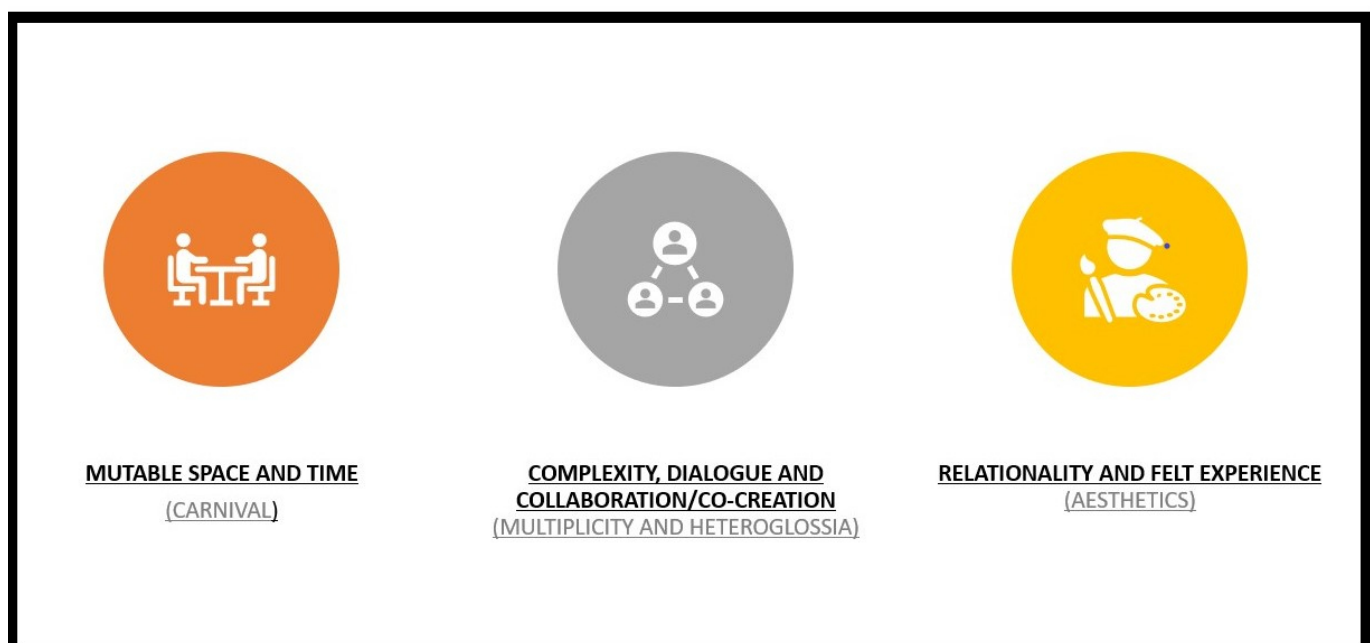 MUTABLE SPACE AND TIME
(CARNIVAL)
COMPLEXITY, DIALOGUE AND
COLLABORATION/CO-CREATION
(MULTIPLICITY AND HETEROGLOSSIA)
RELATIONALITY AND FELT EXPERIENCE
(AESTHETICS)